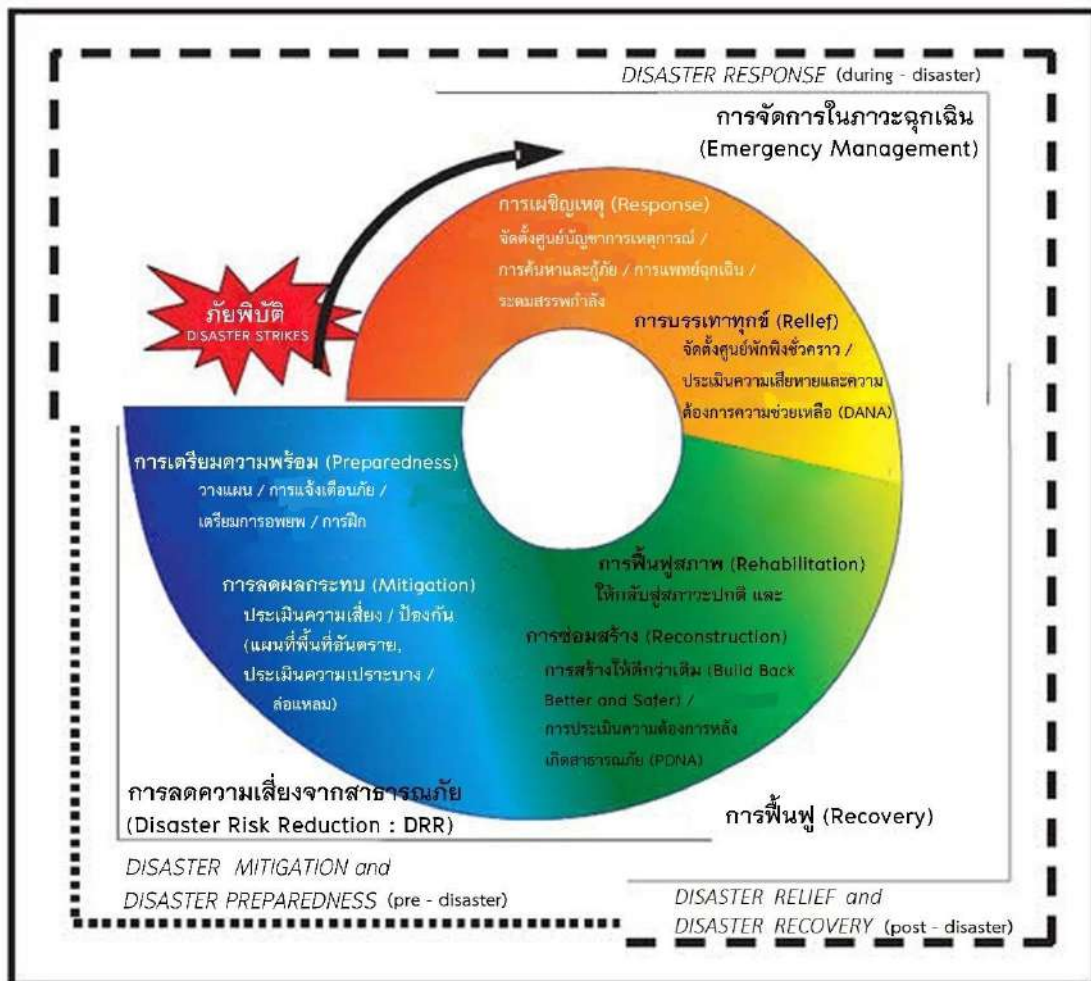 DISASTER RESPONSE (during - disaster)
การจัดการในภาวะฉุกเฉิน
(Emergency Management)
การเผชิญเหตุ (Response)
จัดตั้งศูนย์บัญชาการเหตุการณ์ /
การค้นหาและกู้ภัย / การแพทย์ฉุกเฉิน /
ระดมสรรพกำลัง
ภัยพิบัติ
DISASTER STRIKES
การบรรเทาทุกข์ (Rellef)
จัดตั้งศูนย์พักพิงชั่วคราว /
ประเมินความเสียหายและความ
ต้องการความช่วยเหลือ (DANA)
การเตรียมความพร้อม (Preparedness)
วางแผน / การแจ้งเตือนภัย /
เตรียมการอพยพ / การฝึก
การลดผลกระทบ (Mitigation)
ประเมินความเสี่ยง / ป้องกัน
(แผนที่พื้นที่อันตราย,
ประเมินความเปราะบาง /
ล่อแหลม)
การฟื้นฟูสภาพ (Rehabilitation)
ให้กลับสู่สภาวะปกติ และ
การซ่อมสร้าง (Reconstruction)
การสร้างให้ดีกว่าเดิม (Build Back
Better and Safer) /
การประเมินความต้องการหลัง
เกิดสาธารณภัย (PDNA)
การลดความเสี่ยงจากสาธารณภัย
(Disaster Risk Reduction : DRR)
การฟื้นฟู (Recovery)
DISASTER MITIGATION and
DISASTER PREPAREDNESS (pre - disaster)
DISASTER RELIEF and
DISASTER RECOVERY (post - disaster)